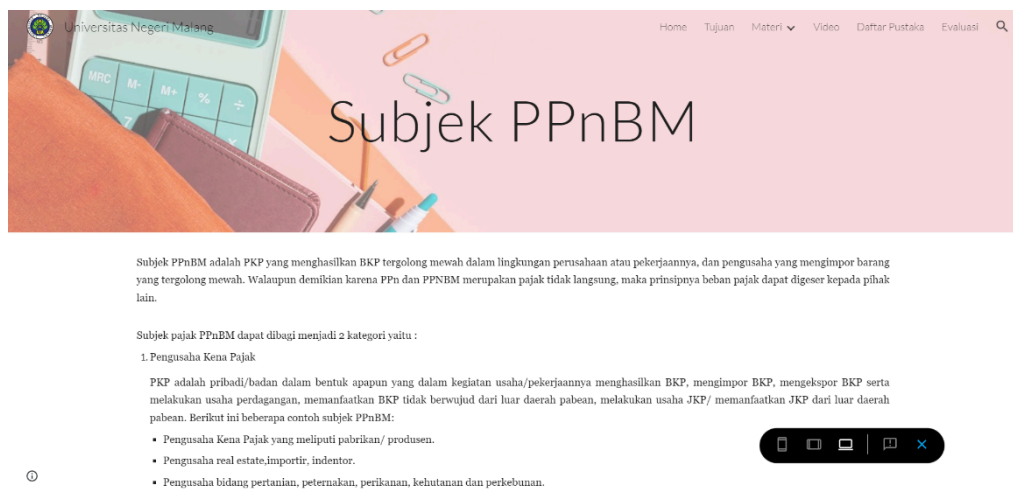 Universitas Negeri Malang
Home Tujuan Materi Video Daftar Pustaka Evaluasi
MRC M- M+ % ÷
7
Subjek PPnBM
Subjek PPnBM adalah PKP yang menghasilkan BKP tergolong mewah dalam lingkungan perusahaan atau pekerjaannya, dan pengusaha yang mengimpor barang
yang tergolong mewah. Walaupun demikian karena PPn dan PPNBM merupakan pajak tidak langsung, maka prinsipnya beban pajak dapat digeser kepada pihak
lain.
Subjek pajak PPnBM dapat dibagi menjadi 2 kategori yaitu :
1. Pengusaha Kena Pajak
PKP adalah pribadi/badan dalam bentuk apapun yang dalam kegiatan usaha/pekerjaannya menghasilkan BKP, mengimpor BKP, mengekspor BKP serta
melakukan usaha perdagangan, memanfaatkan BKP tidak berwujud dari luar daerah pabean, melakukan usaha JKP/ memanfaatkan JKP dari luar daerah
pabean. Berikut ini beberapa contoh subjek PPnBM:
▪ Pengusaha Kena Pajak yang meliputi pabrikan/ produsen.
▪ Pengusaha real estate,importir, indentor.
▪ Pengusaha bidang pertanian, peternakan, perikanan, kehutanan dan perkebunan.